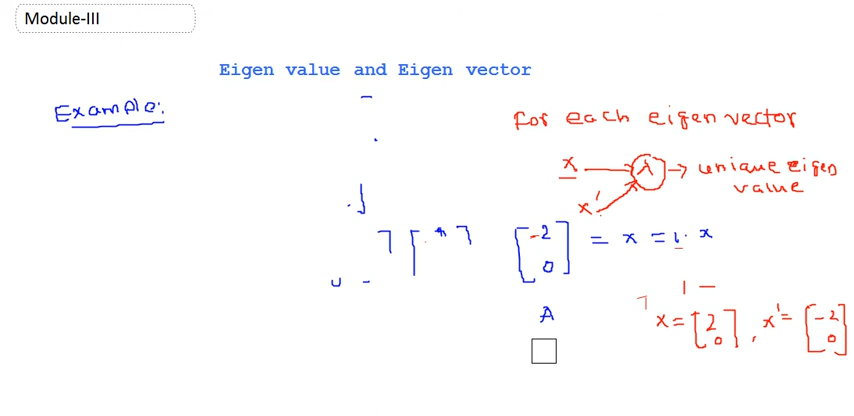 Module-III
Eigen value and Eigen vector
Example:
For each eigen vector
x → λ → unique eigen
value
x'
[-2 0] = x = 1. x
A
x = [2 0], x' = [-2 0]